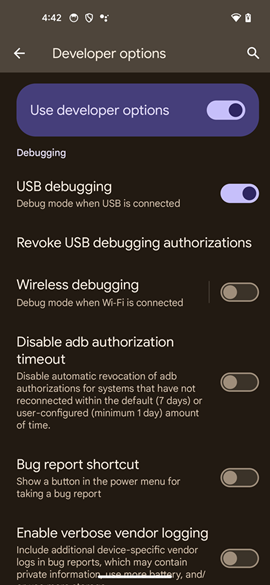 4:42
Developer options
Use developer options
Debugging
USB debugging
Debug mode when USB is connected
Revoke USB debugging authorizations
Wireless debugging
Debug mode when Wi-Fi is connected
Disable adb authorization
timeout
Disable automatic revocation of adb
authorizations for systems that have not
reconnected within the default (7 days) or
user-configured (minimum 1 day) amount
of time.
Bug report shortcut
Show a button in the power menu for
taking a bug report
Enable verbose vendor logging
Include additional device-specific vendor
logs in bug reports, which may contain
private information, use more battery, and/